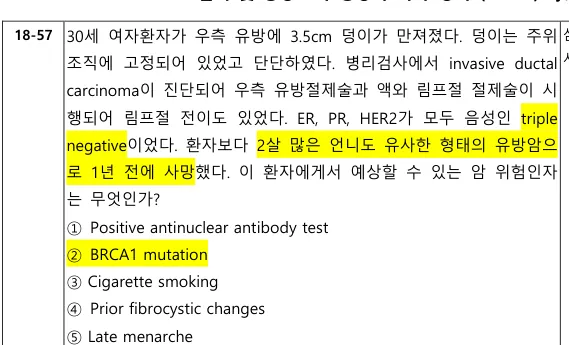 18-57
30세 여자환자가 우측 유방에 3.5cm 덩이가 만져졌다. 덩이는 주위
조직에 고정되어 있었고 단단하였다. 병리검사에서 invasive ductal
carcinoma이 진단되어 우측 유방절제술과 액와 림프절 절제술이 시
행되어 림프절 전이도 있었다. ER, PR, HER2가 모두 음성인 triple
negative이었다. 환자보다 2살 많은 언니도 유사한 형태의 유방암으
로 1년 전에 사망했다. 이 환자에게서 예상할 수 있는 암 위험인자
는 무엇인가?
① Positive antinuclear antibody test
② BRCA1 mutation
③ Cigarette smoking
④ Prior fibrocystic changes
⑤ Late menarche